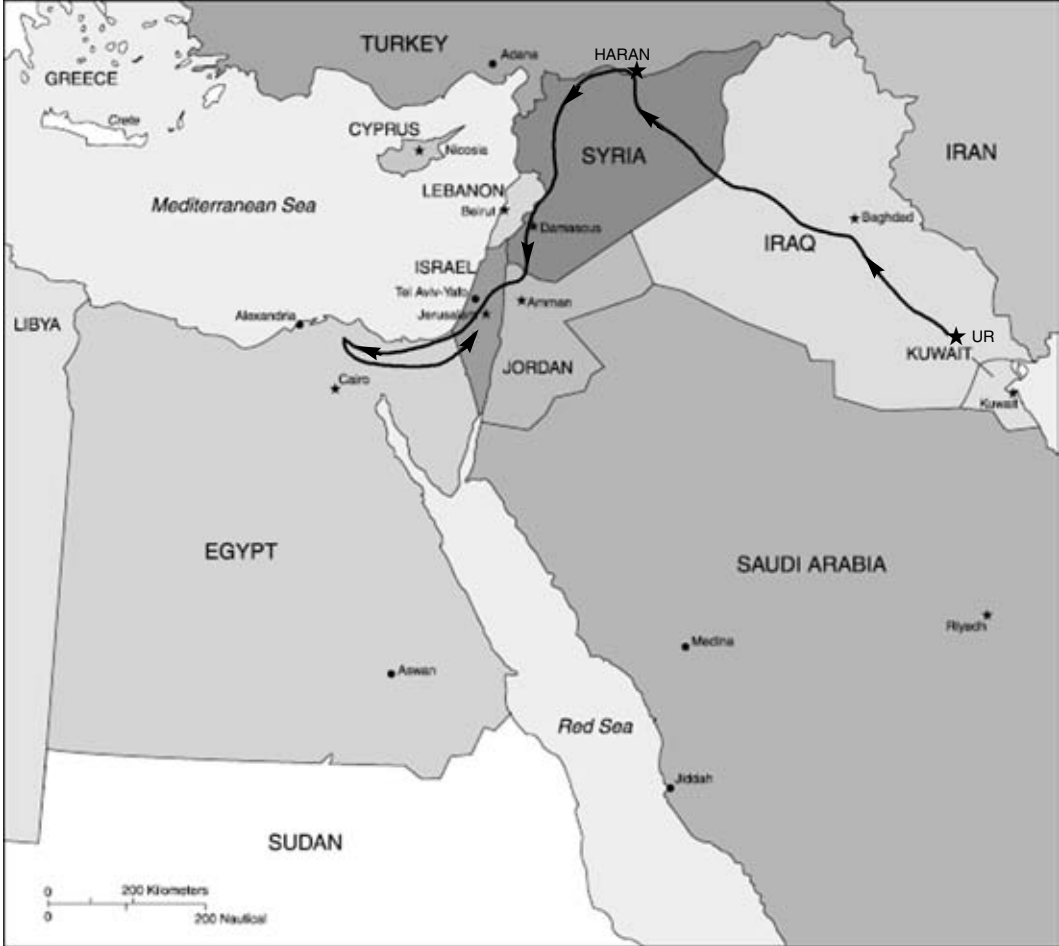 HARAN
TURKEY
Adana
GREECE
Crete
CYPRUS
Nicosia
SYRIA
IRAN
LEBANON
Beirut
Mediterranean Sea
Damasous
Baghdad
IRAQ
ISRAEL
Tel Aviv-Yafo
Amman
Alexandria
Jerusalem
LIBYA
UR
KUWAIT
JORDAN
Cairo
Kuwait
EGYPT
SAUDI ARABIA
Riyadh
Medina
Aswan
Red Sea
Jiddah
SUDAN
0 200 Kilometers
0 200 Nautical